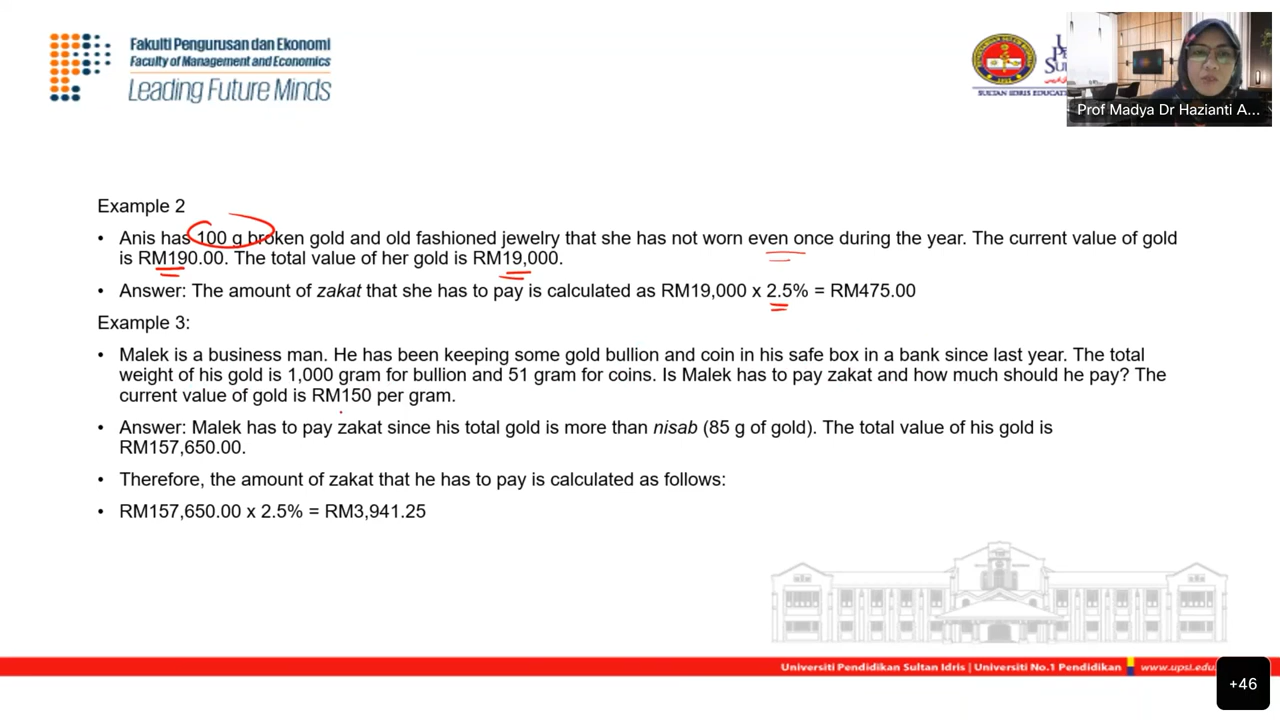 Fakulti Pengurusan dan Ekonomi
Faculty of Management and Economics
Leading Future Minds
SULTAN IDRIS EDUCATI
Prof Madya Dr Hazianti A...
Example 2
• Anis has 100 g broken gold and old fashioned jewelry that she has not worn even once during the year. The current value of gold
is RM190.00. The total value of her gold is RM19,000.
• Answer: The amount of zakat that she has to pay is calculated as RM19,000 x 2.5% = RM475.00
Example 3:
• Malek is a business man. He has been keeping some gold bullion and coin in his safe box in a bank since last year. The total
weight of his gold is 1,000 gram for bullion and 51 gram for coins. Is Malek has to pay zakat and how much should he pay? The
current value of gold is RM150 per gram.
• Answer: Malek has to pay zakat since his total gold is more than nisab (85 g of gold). The total value of his gold is
RM157,650.00.
• Therefore, the amount of zakat that he has to pay is calculated as follows:
• RM157,650.00 x 2.5% = RM3,941.25
Universiti Pendidikan Sultan Idris | Universiti No.1 Pendidikan www.upsi.edu
+46